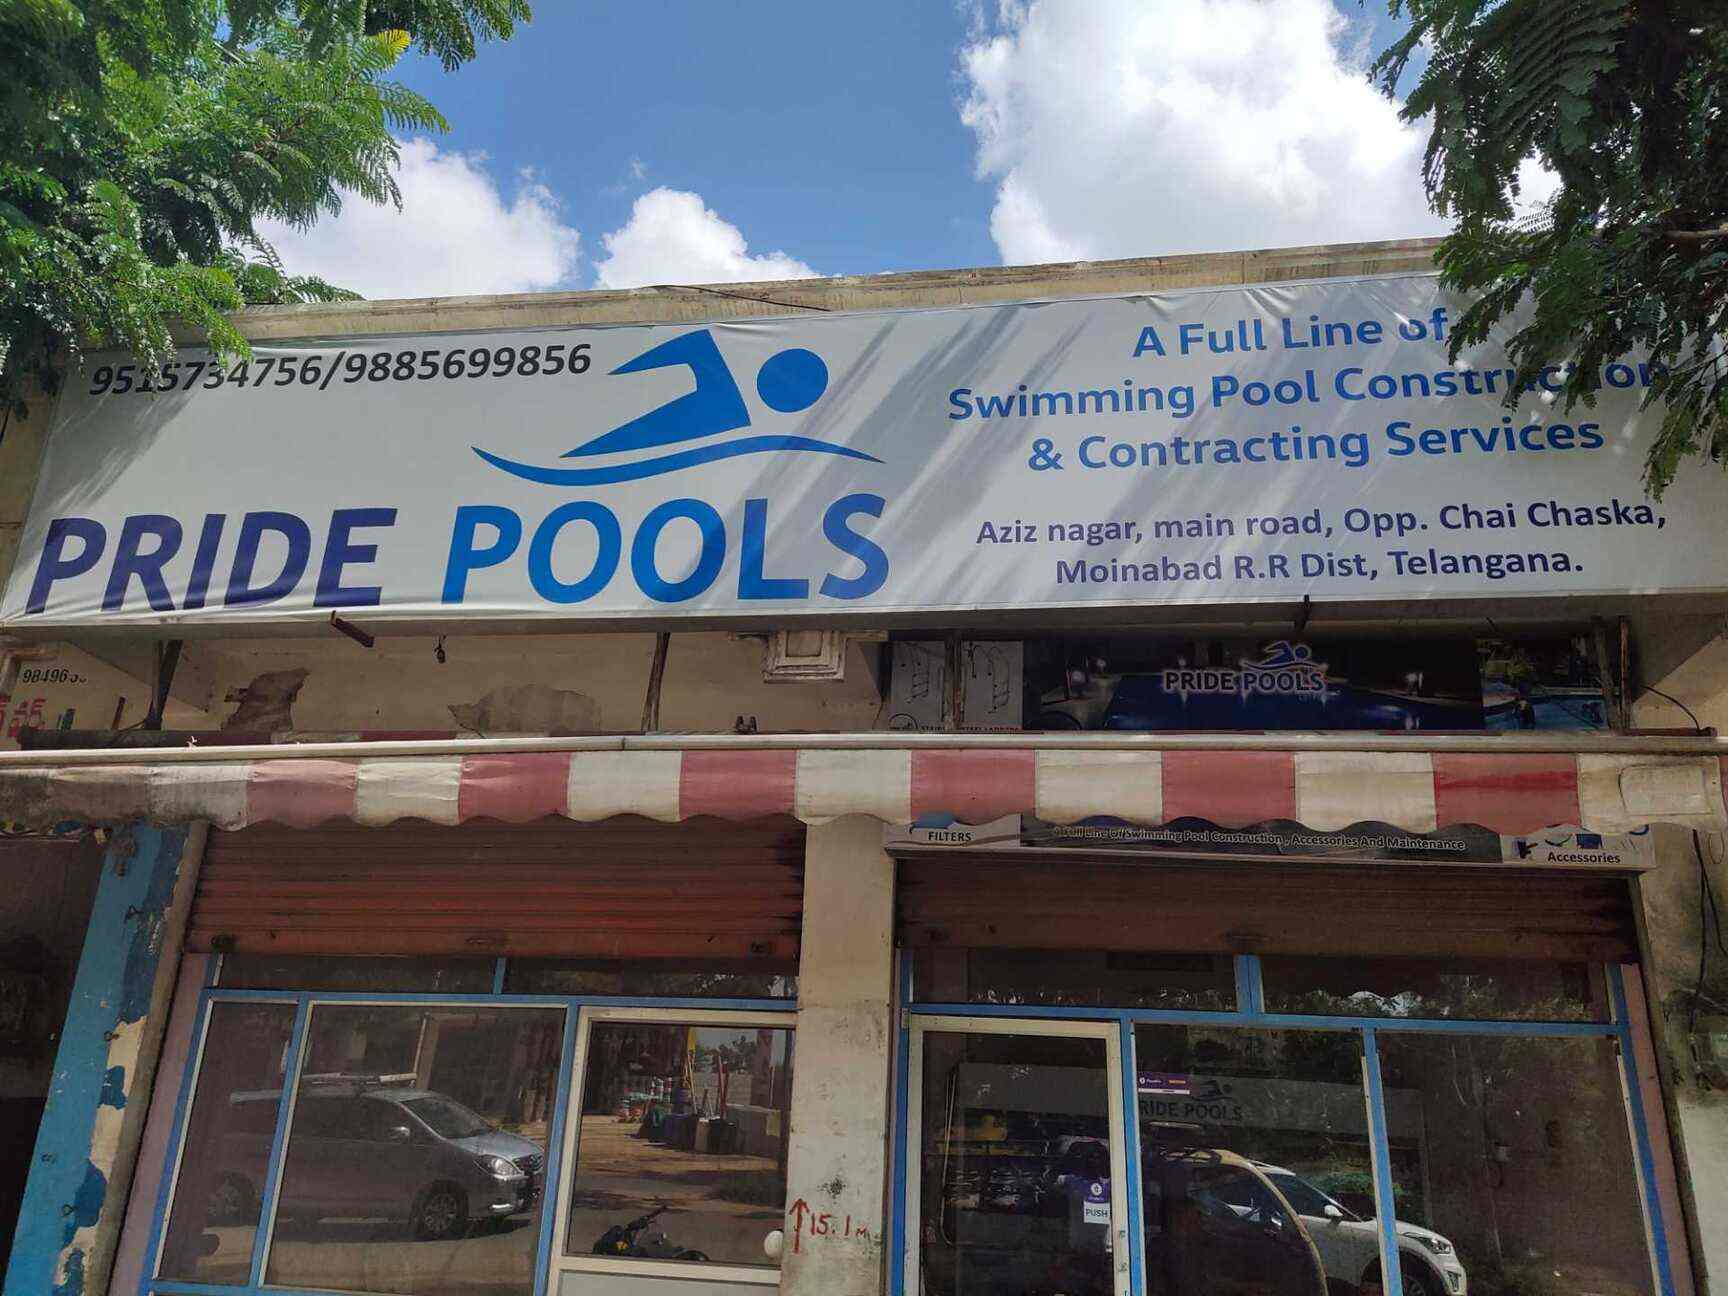 9515734756/9885699856
PRIDE POOLS
A Full Line of
Swimming Pool Construction
& Contracting Services
Aziz nagar, main road, Opp. Chai Chaska,
Moinabad R.R Dist, Telangana.
PRIDE POOLS
FILTERS
A Full Line Of Swimming Pool Construction , Accessories And Maintenance
Accessories
RIDE POOLS
PUSH
15.1M